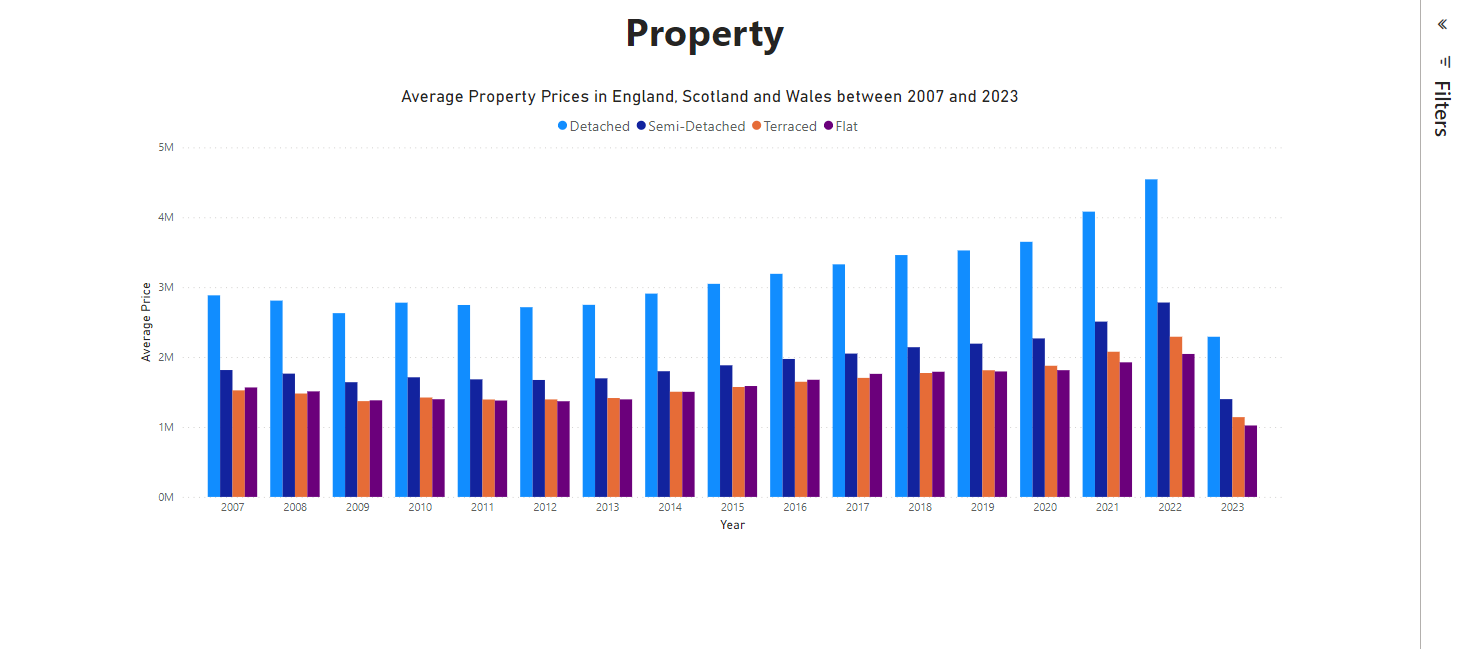 Property
Average Property Prices in England, Scotland and Wales between 2007 and 2023
Detached Semi-Detached Terraced Flat
5M
4M
3M
2M
1M
0M
Average Price
2007 2008 2009 2010 2011 2012 2013 2014 2015 2016 2017 2018 2019 2020 2021 2022 2023
Year
Filters